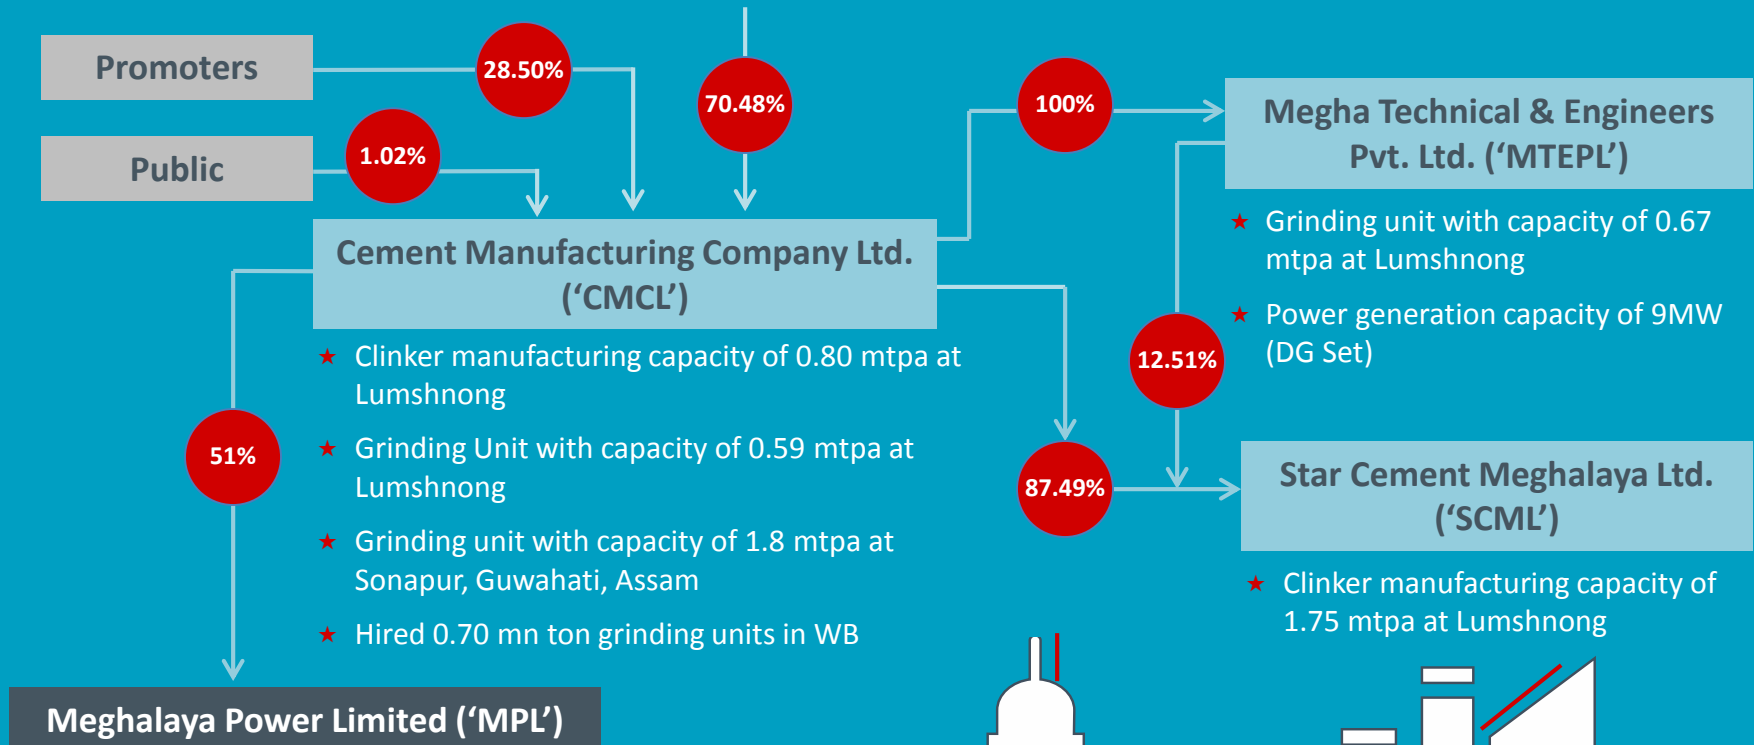 Promoters
28.50%
70.48%
100%
Public
1.02%
Megha Technical & Engineers
Pvt. Ltd. (‘MTEPL’)
Cement Manufacturing Company Ltd.
(‘CMCL’)
★ Grinding unit with capacity of 0.67
mtpa at Lumshnong
★ Power generation capacity of 9MW
(DG Set)
12.51%
★ Clinker manufacturing capacity of 0.80 mtpa at
Lumshnong
★ Grinding Unit with capacity of 0.59 mtpa at
Lumshnong
★ Grinding unit with capacity of 1.8 mtpa at
Sonapur, Guwahati, Assam
★ Hired 0.70 mn ton grinding units in WB
51%
87.49%
Star Cement Meghalaya Ltd.
(‘SCML’)
★ Clinker manufacturing capacity of
1.75 mtpa at Lumshnong
Meghalaya Power Limited (‘MPL’)